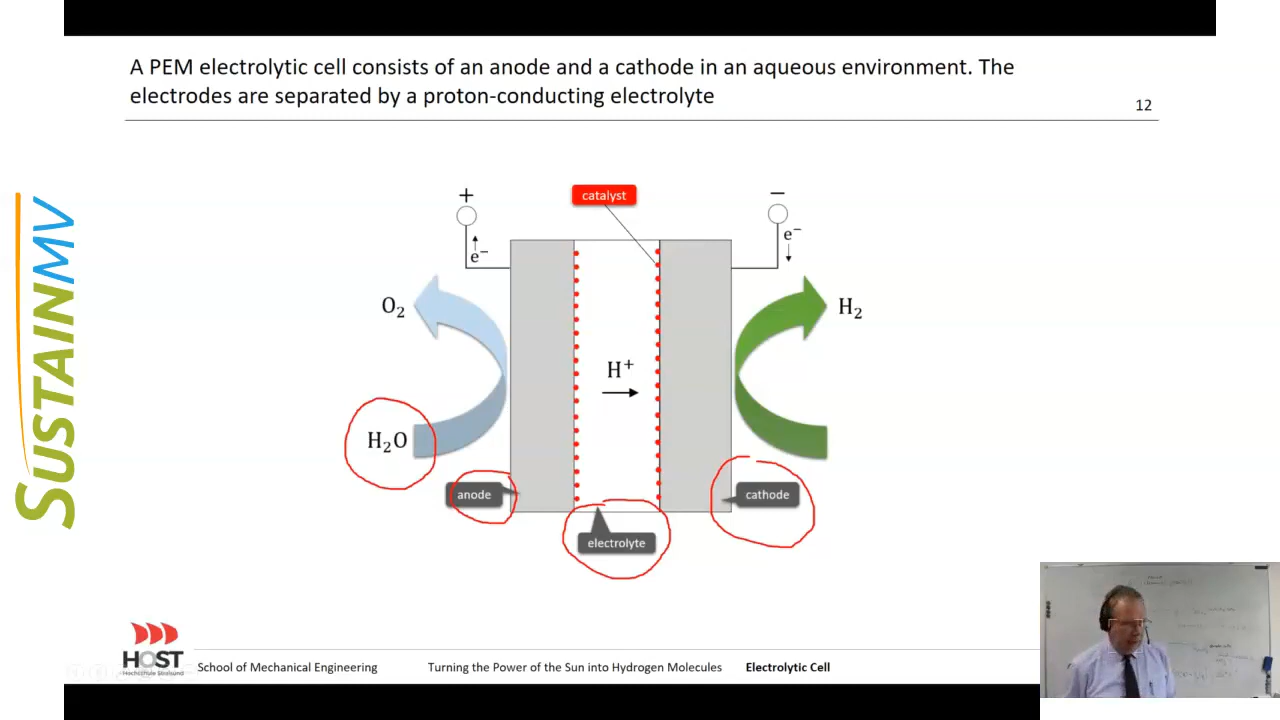 A PEM electrolytic cell consists of an anode and a cathode in an aqueous environment. The
electrodes are separated by a proton-conducting electrolyte
12
SUSTAINMV
+
catalyst
−
e⁻
e⁻
O₂
H₂
H⁺
H₂O
anode
cathode
electrolyte
HOST
Hochschule Stralsund
School of Mechanical Engineering
Turning the Power of the Sun into Hydrogen Molecules
Electrolytic Cell